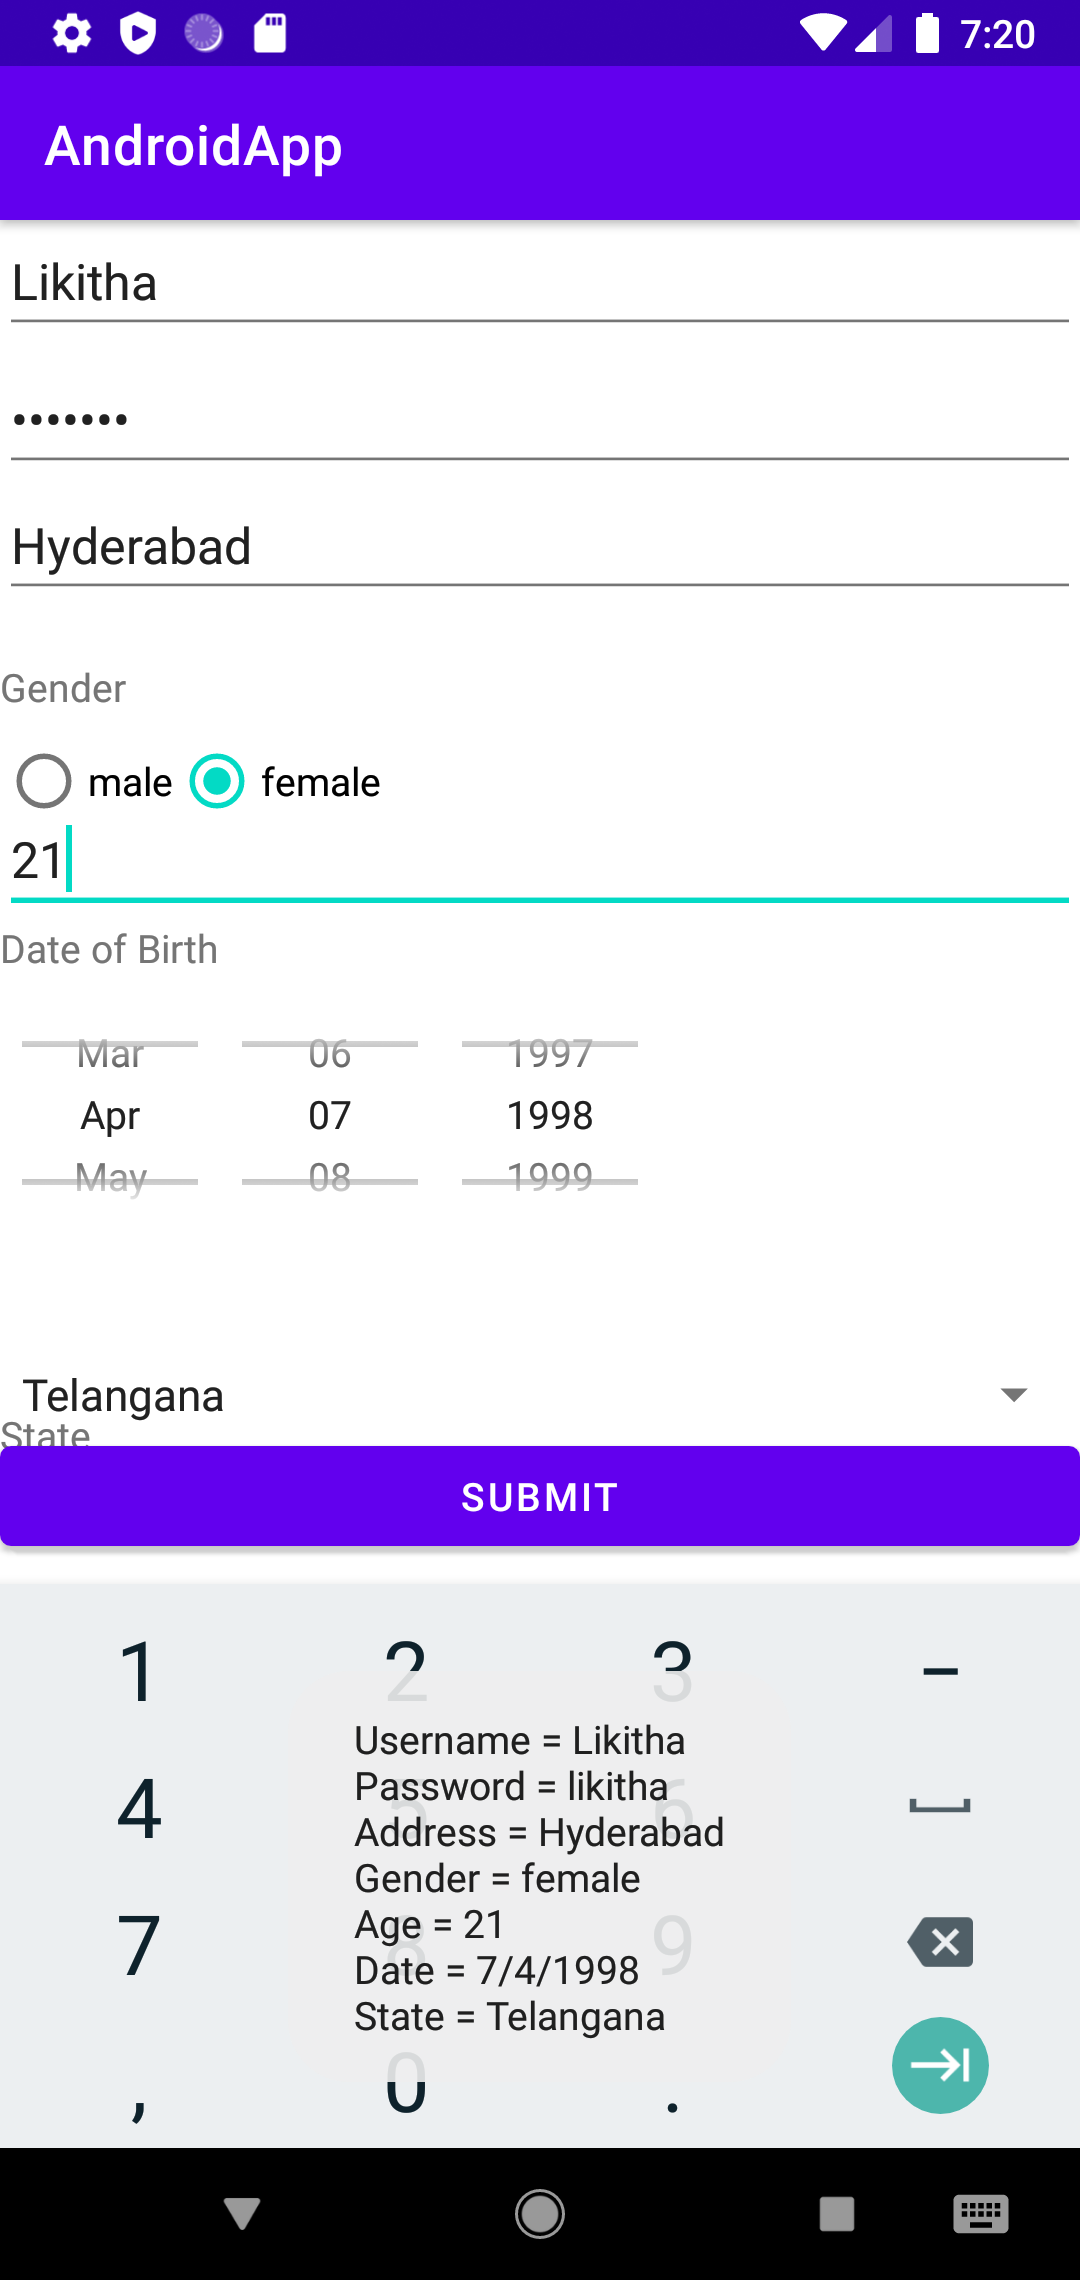 7:20
AndroidApp
Likitha
•••••••
Hyderabad
Gender
male female
21
Date of Birth
Mar 06 1997
Apr 07 1998
May 08 1999
Telangana
State
SUBMIT
1 2 3 –
4 5 6
7 8 9
, 0 .
Username = Likitha
Password = likitha
Address = Hyderabad
Gender = female
Age = 21
Date = 7/4/1998
State = Telangana